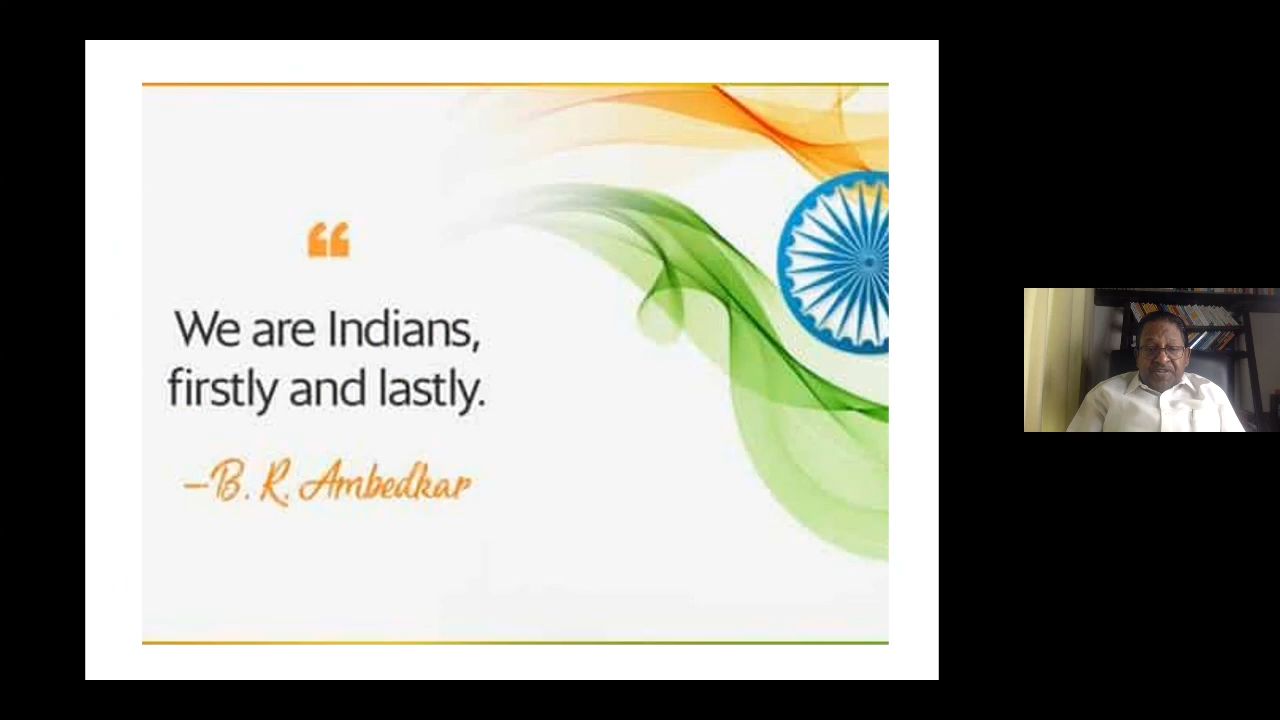 “
We are Indians,
firstly and lastly.
–B. R. Ambedkar